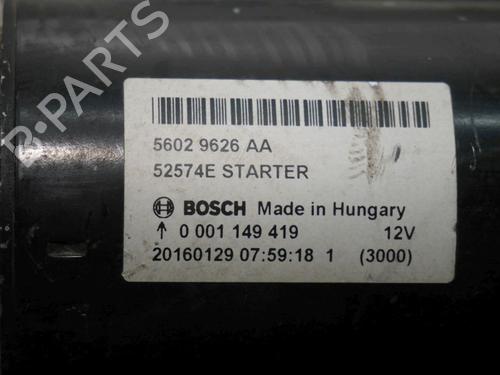 B-PARTS
5602 9626 AA
52574E STARTER
BOSCH Made in Hungary
↑ 0 001 149 419 12V
20160129 07:59:18 1 (3000)